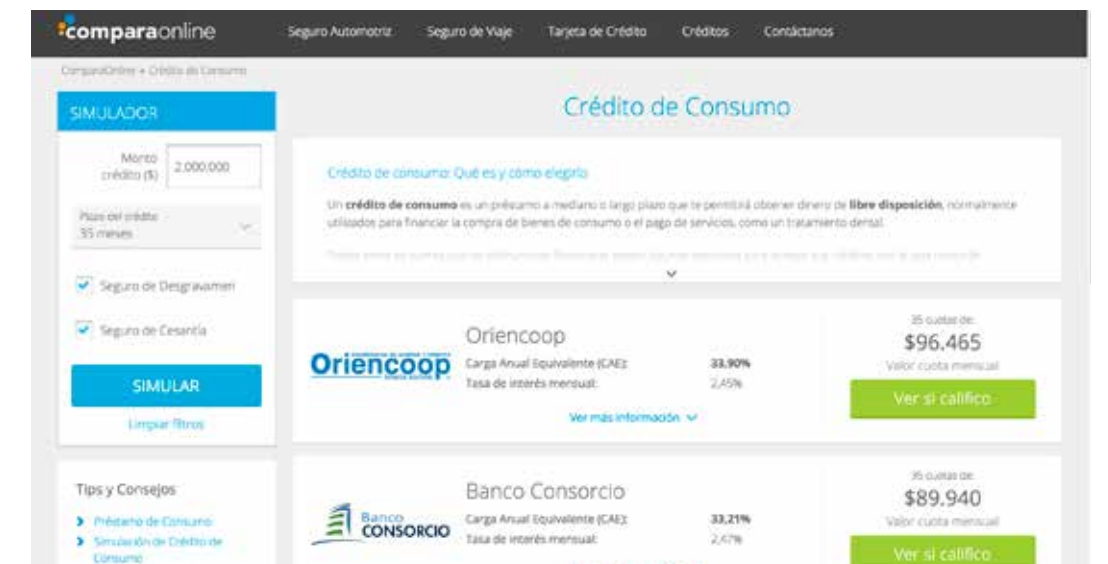 comparaonline
Seguro Automotriz Seguro de Viaje Tarjeta de Crédito Créditos Contáctanos
ComparaOnline » Crédito de Consumo
SIMULADOR
Monto
crédito ($)
2.000.000
Plazo del crédito
35 meses
Seguro de Desgravamen
Seguro de Cesantía
SIMULAR
Limpiar filtros
Tips y Consejos
Préstamo de Consumo
Simulación de Crédito de
Consumo
Crédito de Consumo
Crédito de consumo: Qué es y cómo elegirlo
Un crédito de consumo es un préstamo a mediano o largo plazo que te permitirá obtener dinero de libre disposición, normalmente
utilizados para financiar la compra de bienes de consumo o el pago de servicios, como un tratamiento dental.
Oriencoop
Oriencoop
Carga Anual Equivalente (CAE): 33,90%
Tasa de interés mensual: 2,45%
Ver más información
35 cuotas de:
$96.465
Valor cuota mensual
Ver si califico
Banco
CONSORCIO
Banco Consorcio
Carga Anual Equivalente (CAE): 33,21%
Tasa de interés mensual: 2,47%
35 cuotas de:
$89.940
Valor cuota mensual
Ver si califico